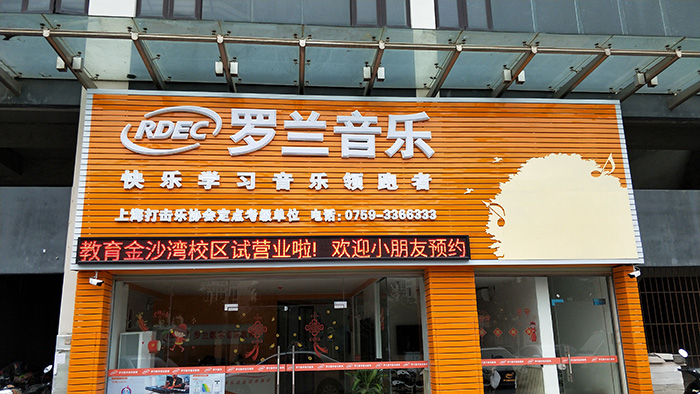 RDEC 罗兰音乐
快乐学习音乐领跑者
上海打击乐协会定点考级单位 电话:0759-3366333
教育金沙湾校区试营业啦! 欢迎小朋友预约